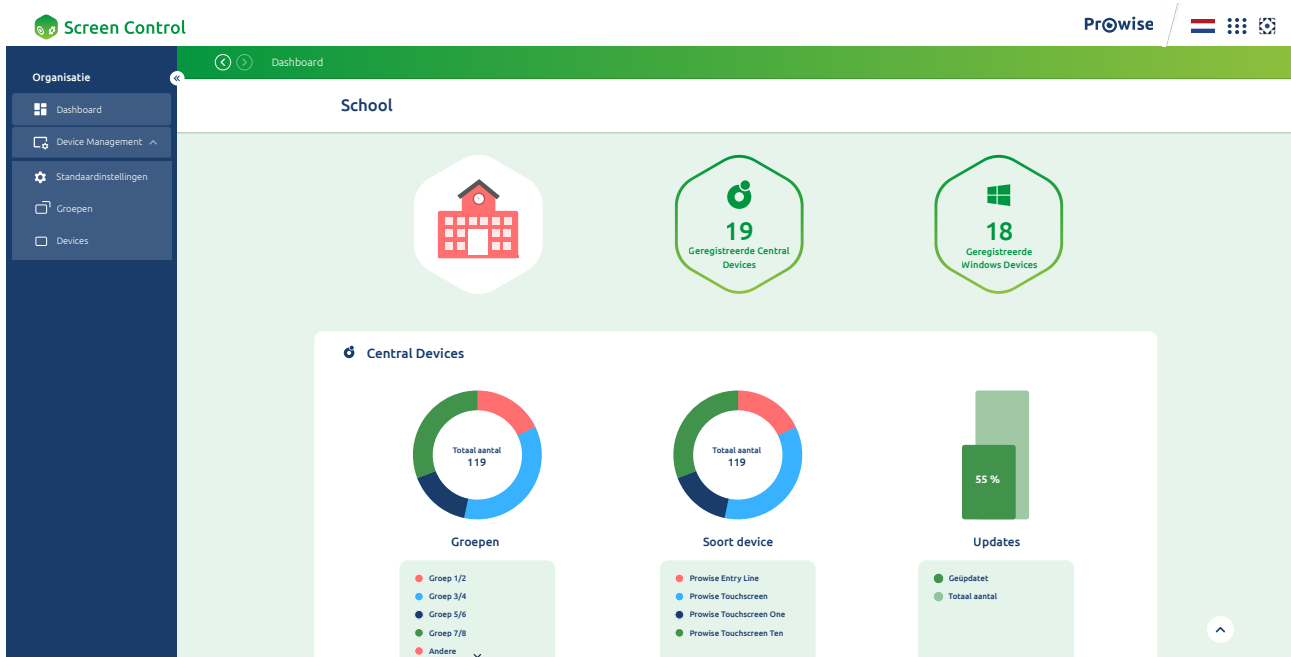 Screen Control
Prowise
Organisatie
Dashboard
Device Management
Standaardinstellingen
Groepen
Devices
Dashboard
School
19
Geregistreerde Central
Devices
18
Geregistreerde
Windows Devices
Central Devices
Totaal aantal
119
Totaal aantal
119
55 %
Groepen
Soort device
Updates
Groep 1/2
Groep 3/4
Groep 5/6
Groep 7/8
Andere
Prowise Entry Line
Prowise Touchscreen
Prowise Touchscreen One
Prowise Touchscreen Ten
Geüpdatet
Totaal aantal